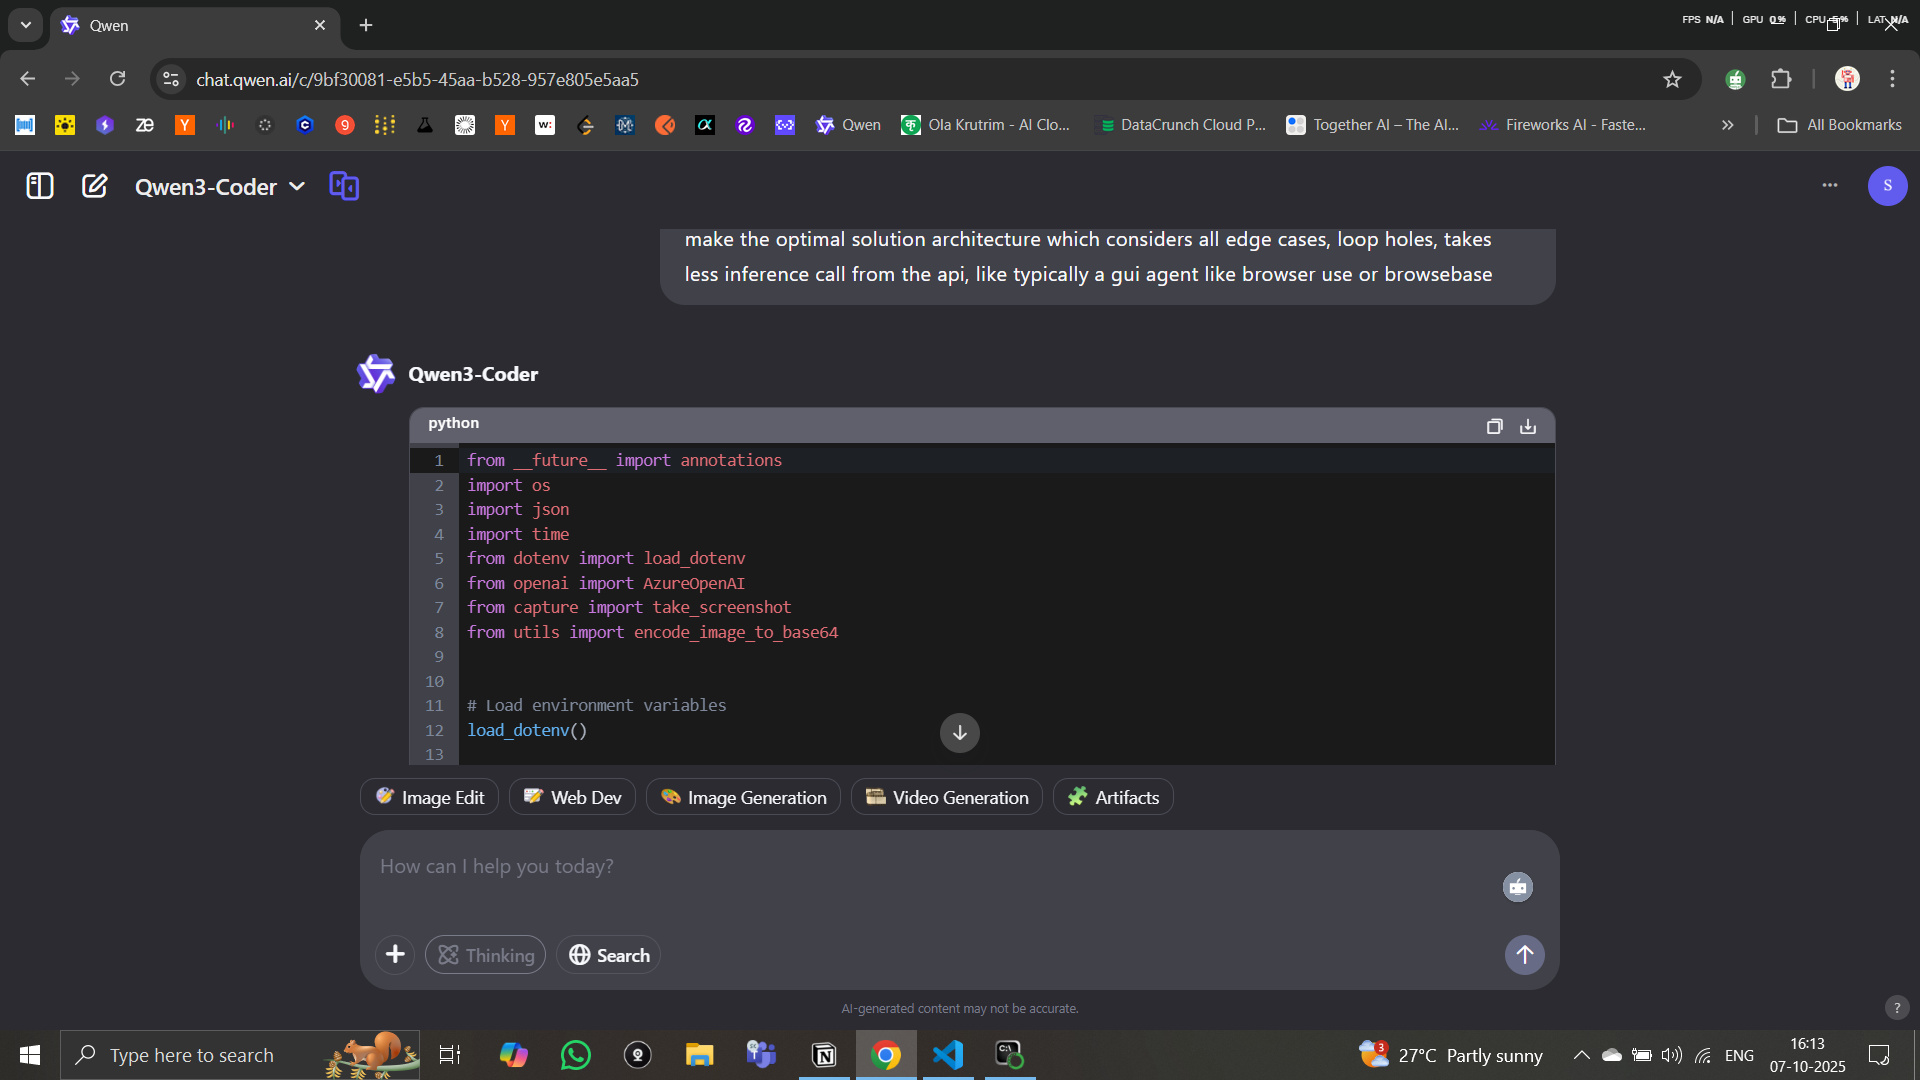 Qwen
FPS N/A GPU 0% CPU 5% LAT N/A
chat.qwen.ai/c/9bf30081-e5b5-45aa-b528-957e805e5aa5
Qwen
Ola Krutrim - AI Clo...
DataCrunch Cloud P...
Together AI – The AI...
Fireworks AI - Faste...
All Bookmarks
Qwen3-Coder
S
make the optimal solution architecture which considers all edge cases, loop holes, takes
less inference call from the api, like typically a gui agent like browser use or browsebase
Qwen3-Coder
python
1 from __future__ import annotations
2 import os
3 import json
4 import time
5 from dotenv import load_dotenv
6 from openai import AzureOpenAI
7 from capture import take_screenshot
8 from utils import encode_image_to_base64
9
10
11 # Load environment variables
12 load_dotenv()
13
Image Edit
Web Dev
Image Generation
Video Generation
Artifacts
How can I help you today?
Thinking
Search
AI-generated content may not be accurate.
?
Type here to search
3
27°C Partly sunny
ENG
16:13
07-10-2025